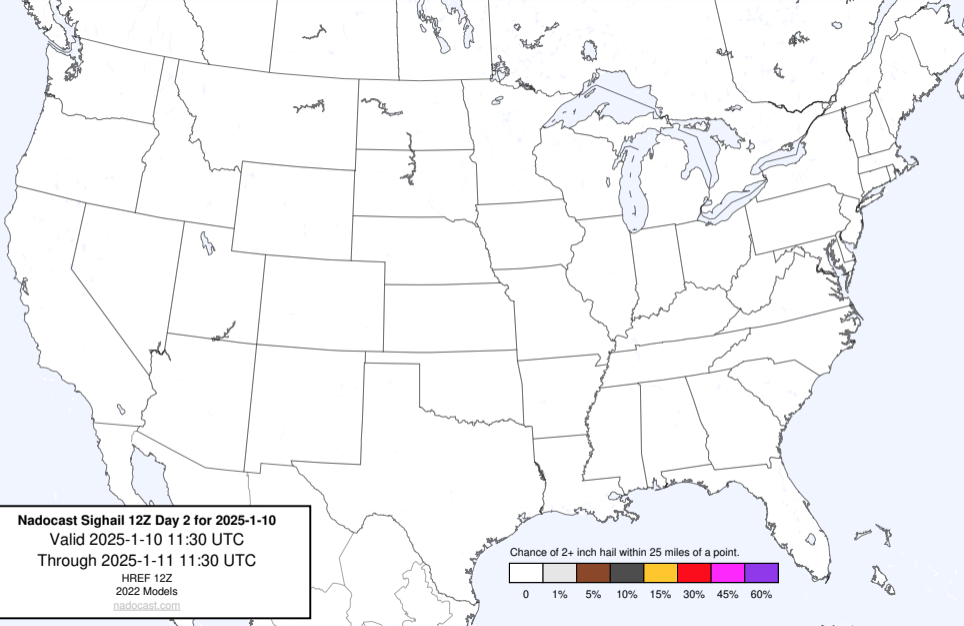 Nadocast Sighail 12Z Day 2 for 2025-1-10
Valid 2025-1-10 11:30 UTC
Through 2025-1-11 11:30 UTC
HREF 12Z
2022 Models
nadocast.com
Chance of 2+ inch hail within 25 miles of a point.
0 1% 5% 10% 15% 30% 45% 60%